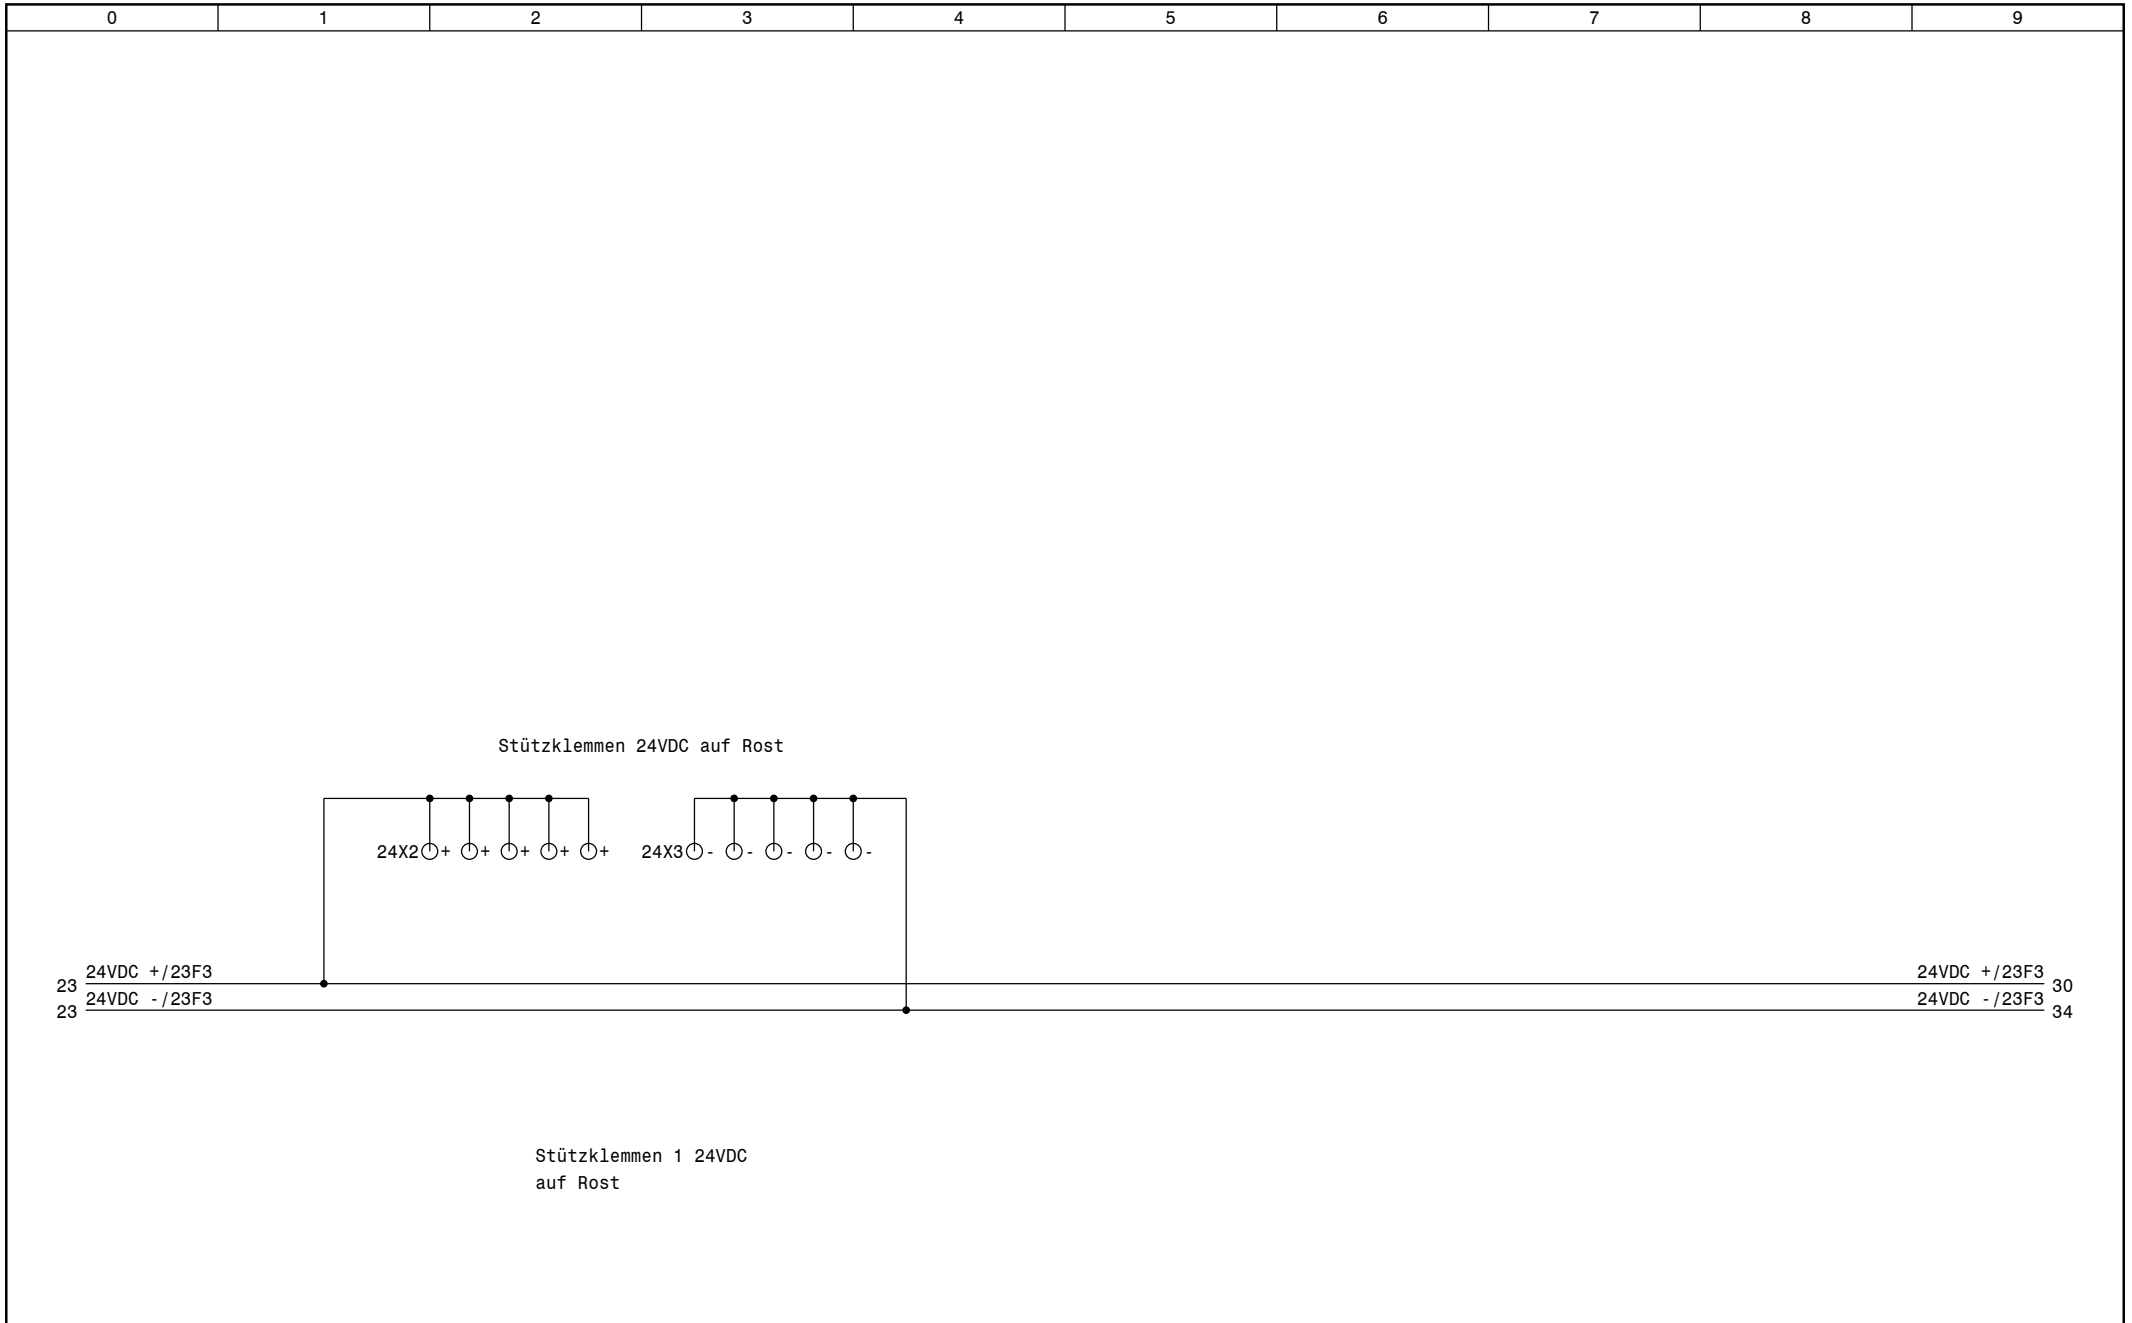 0 1 2 3 4 5 6 7 8 9
Stützklemmen 24VDC auf Rost
24X2 + + + + + 24X3 - - - - -
24VDC +/23F3 24VDC +/23F3
23 30
24VDC -/23F3 24VDC -/23F3
23 34
Stützklemmen 1 24VDC
auf Rost